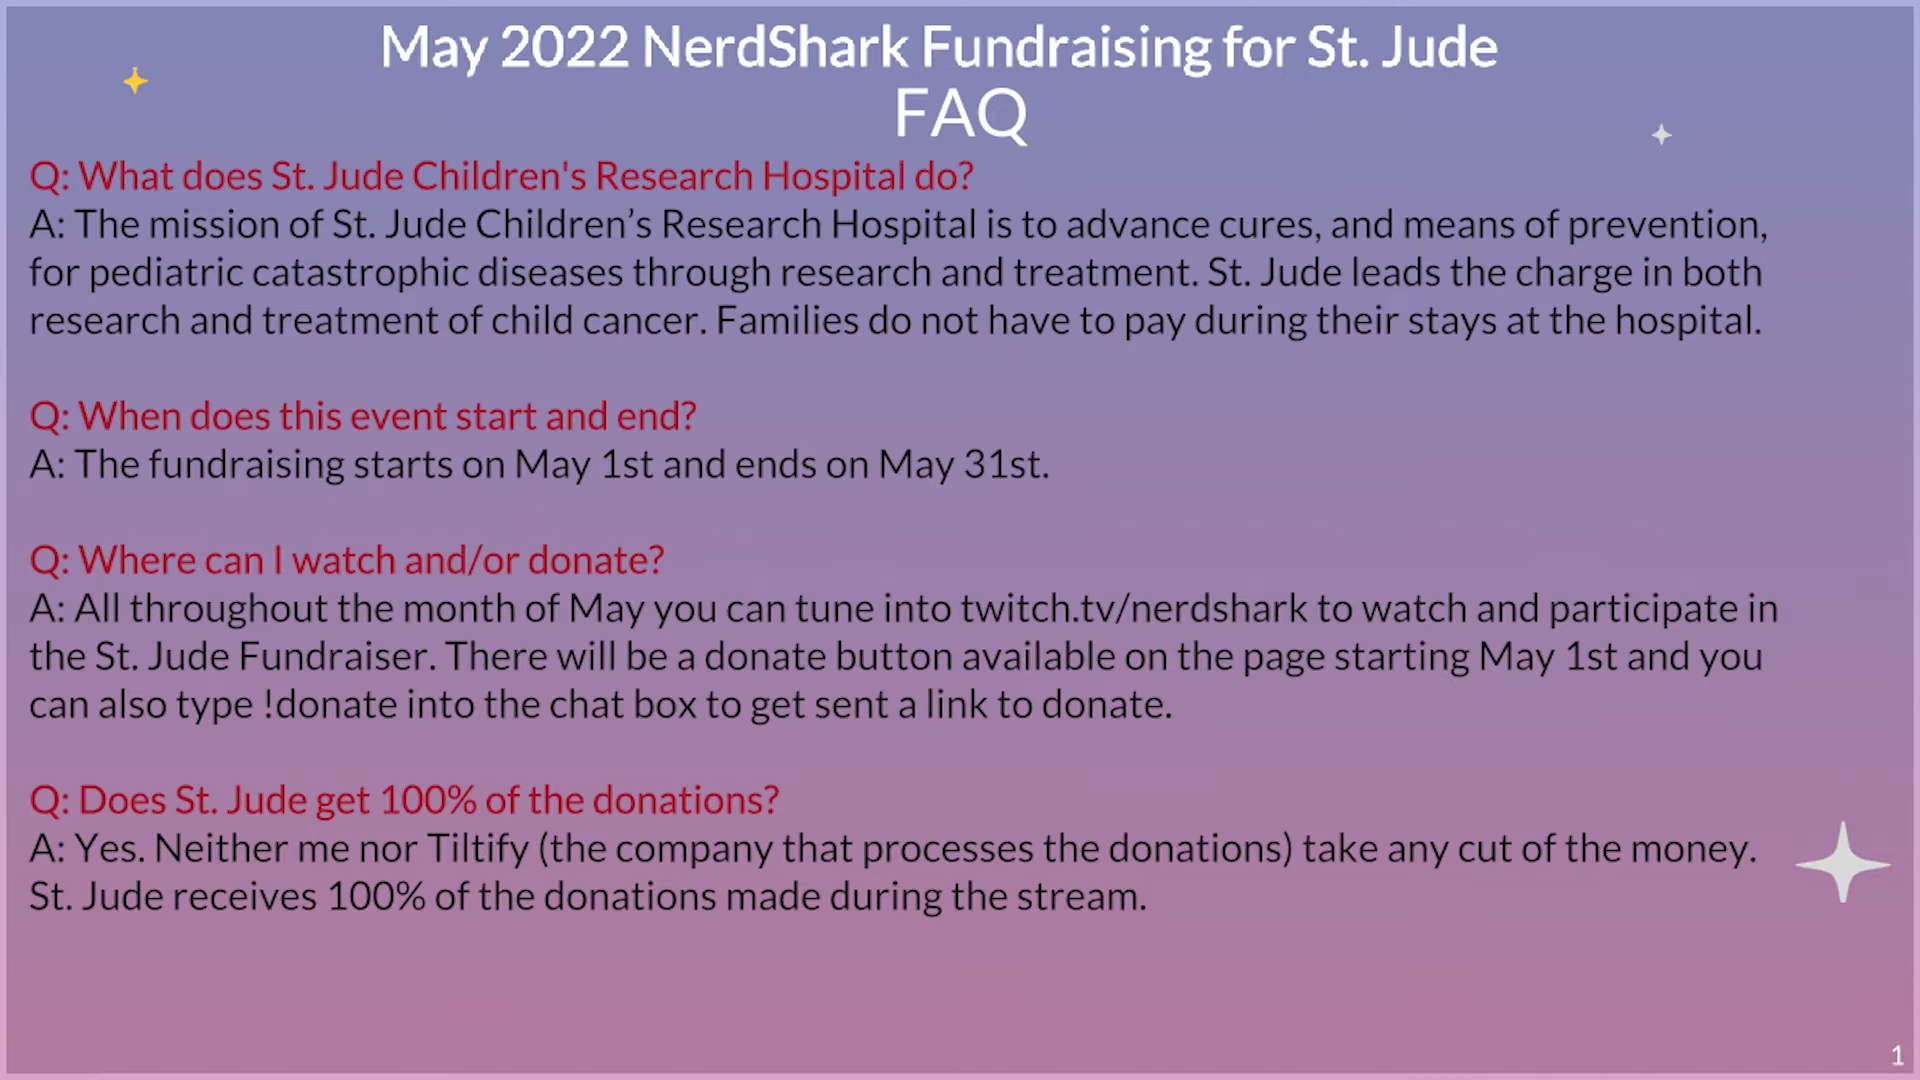 May 2022 NerdShark Fundraising for St. Jude
FAQ
Q: What does St. Jude Children's Research Hospital do?
A: The mission of St. Jude Children’s Research Hospital is to advance cures, and means of prevention,
for pediatric catastrophic diseases through research and treatment. St. Jude leads the charge in both
research and treatment of child cancer. Families do not have to pay during their stays at the hospital.
Q: When does this event start and end?
A: The fundraising starts on May 1st and ends on May 31st.
Q: Where can I watch and/or donate?
A: All throughout the month of May you can tune into twitch.tv/nerdshark to watch and participate in
the St. Jude Fundraiser. There will be a donate button available on the page starting May 1st and you
can also type !donate into the chat box to get sent a link to donate.
Q: Does St. Jude get 100% of the donations?
A: Yes. Neither me nor Tiltify (the company that processes the donations) take any cut of the money.
St. Jude receives 100% of the donations made during the stream.
1